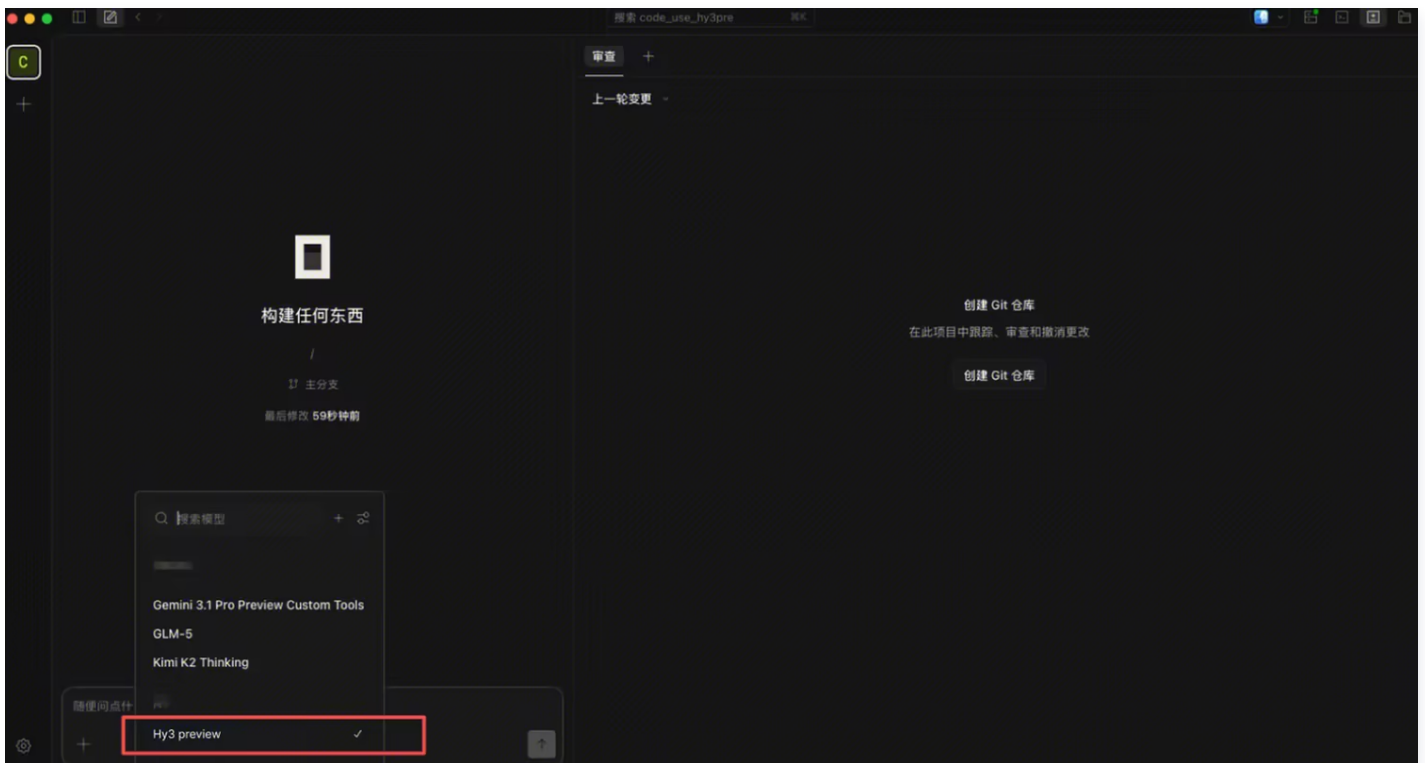 搜索 code_use_hy3pre ⌘K
C
审查
上一轮变更
构建任何东西
/
主分支
最后修改 59秒钟前
创建 Git 仓库
在此项目中跟踪、审查和撤消更改
创建 Git 仓库
搜索模型
Gemini 3.1 Pro Preview Custom Tools
GLM-5
Kimi K2 Thinking
随便问点什
Hy3 preview